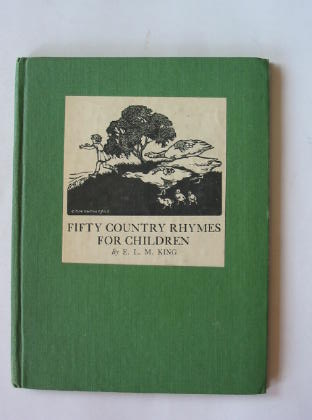 FIFTY COUNTRY RHYMES
FOR CHILDREN
By E. L. M. KING